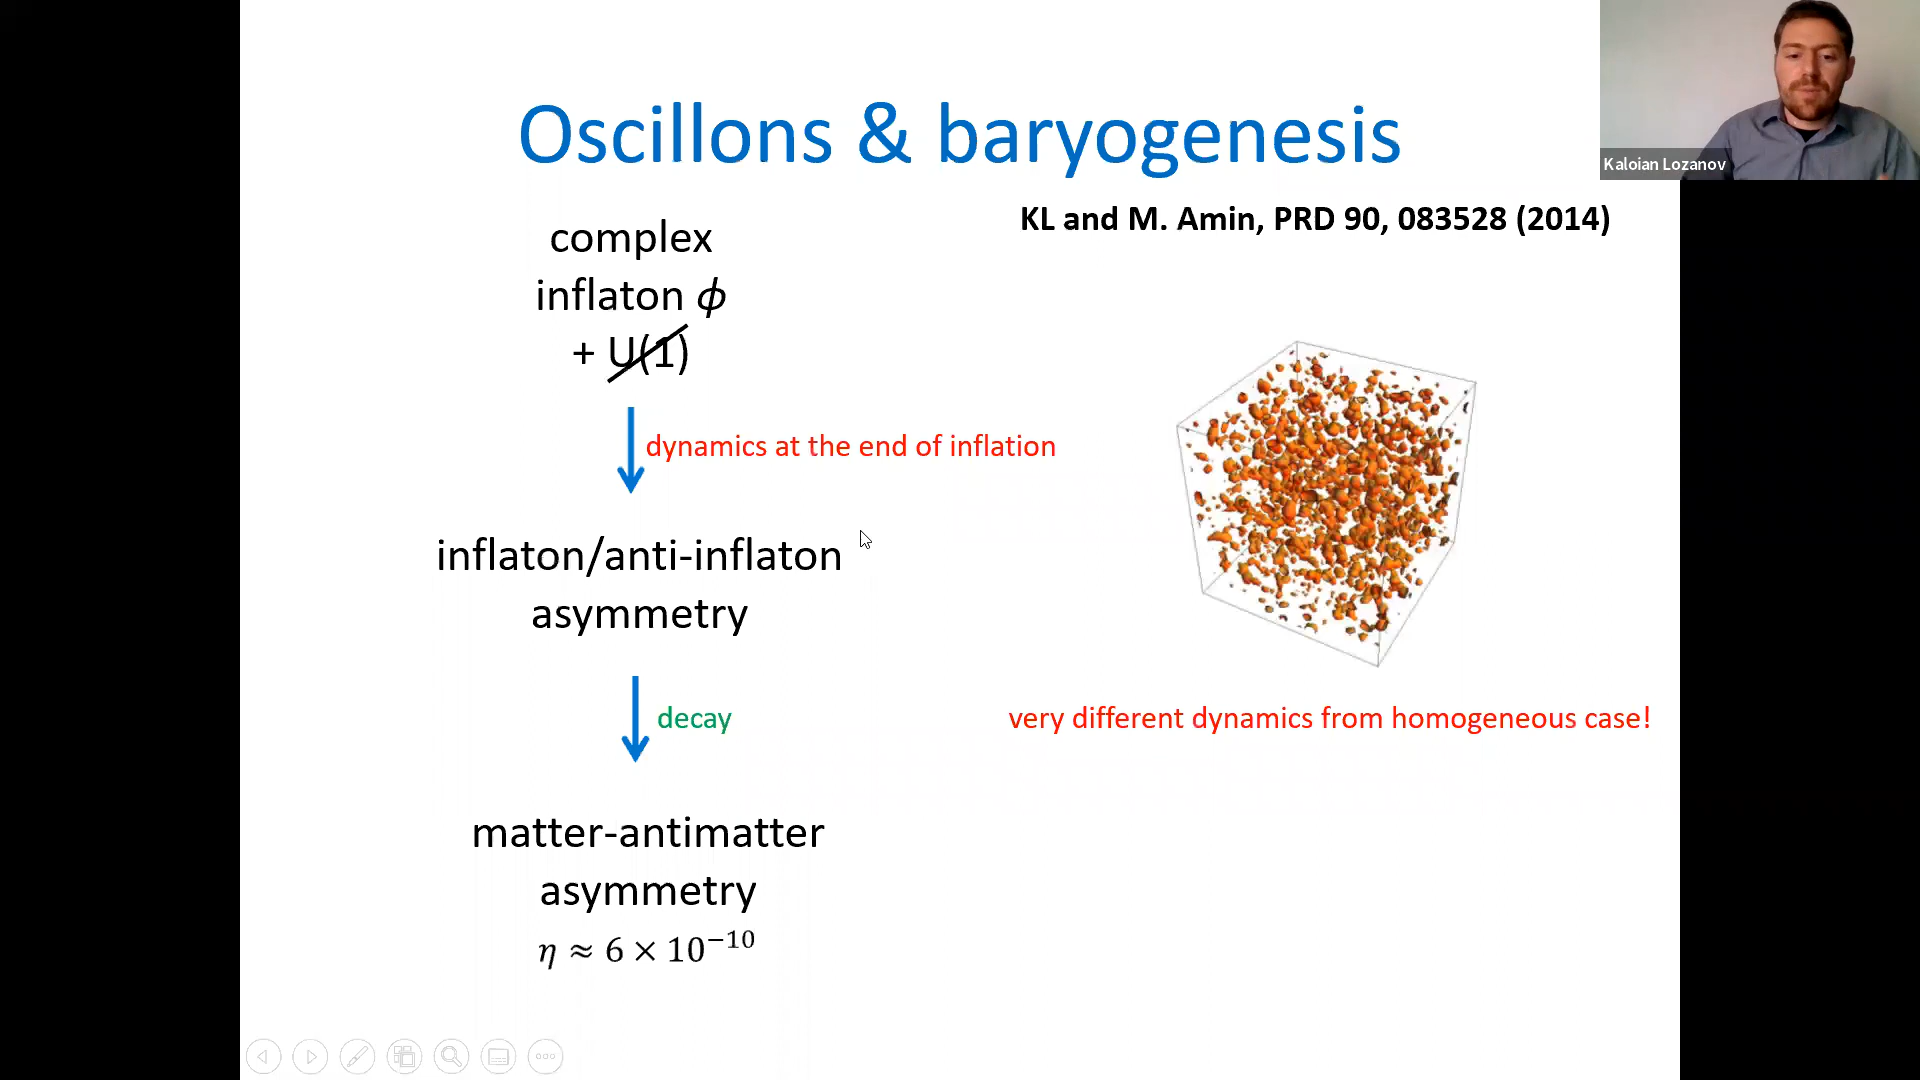 Oscillons & baryogenesis
Kaloian Lozanov
KL and M. Amin, PRD 90, 083528 (2014)
complex
inflaton ϕ
+ U(1)
dynamics at the end of inflation
inflaton/anti-inflaton
asymmetry
decay
very different dynamics from homogeneous case!
matter-antimatter
asymmetry
η ≈ 6 × 10⁻¹⁰